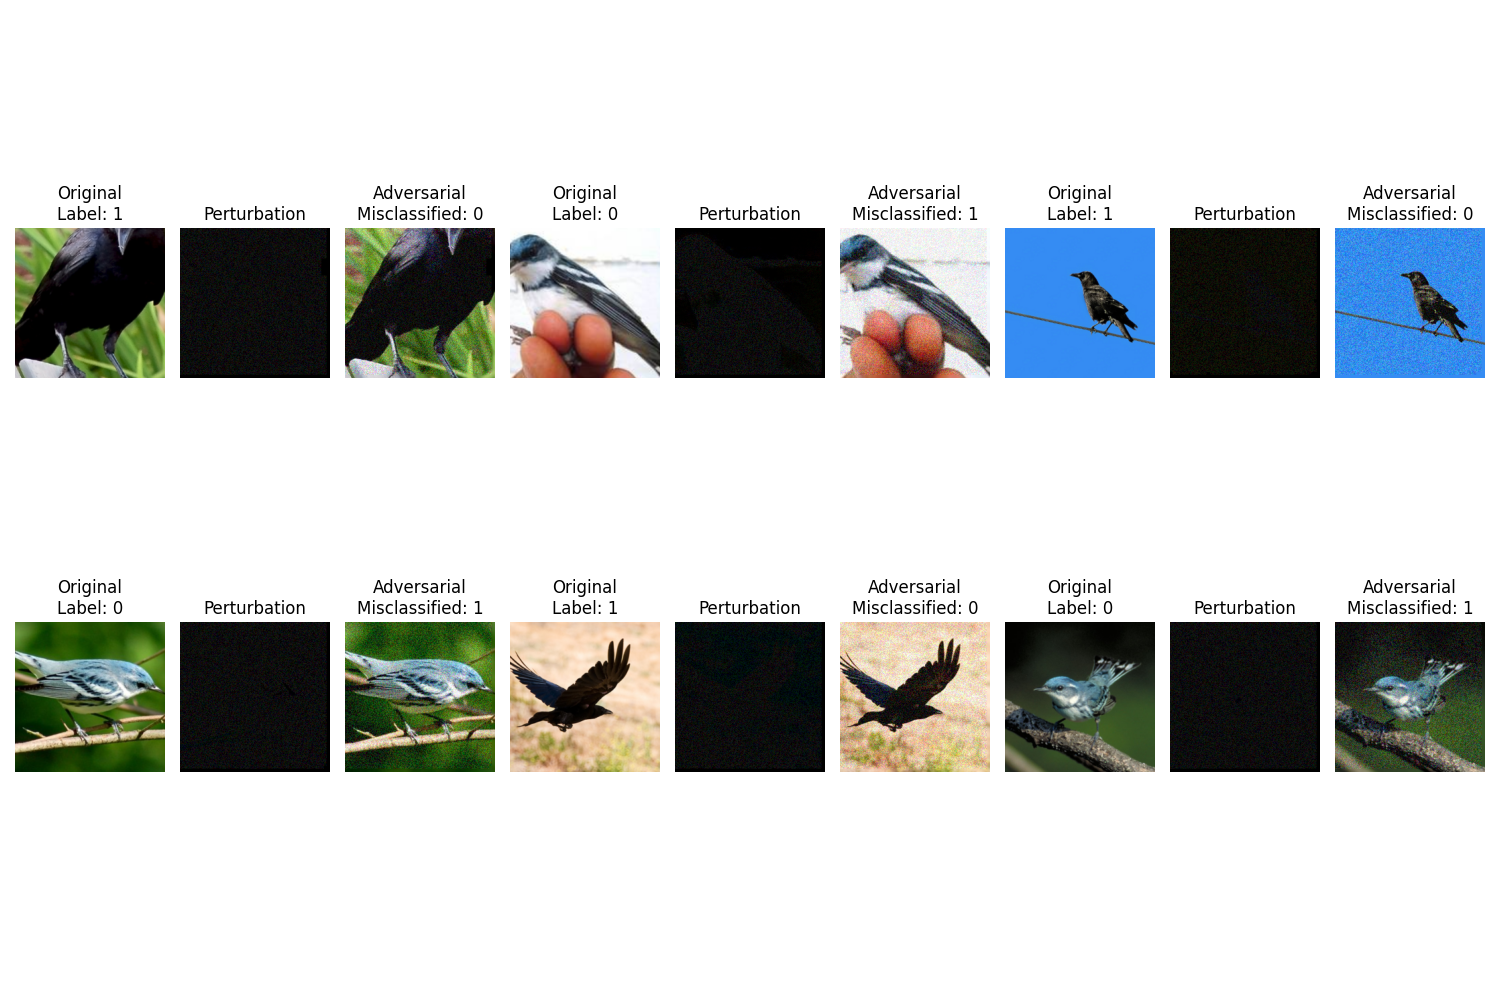 Original
Label: 1
Perturbation
Adversarial
Misclassified: 0
Original
Label: 0
Perturbation
Adversarial
Misclassified: 1
Original
Label: 1
Perturbation
Adversarial
Misclassified: 0
Original
Label: 0
Perturbation
Adversarial
Misclassified: 1
Original
Label: 1
Perturbation
Adversarial
Misclassified: 0
Original
Label: 0
Perturbation
Adversarial
Misclassified: 1